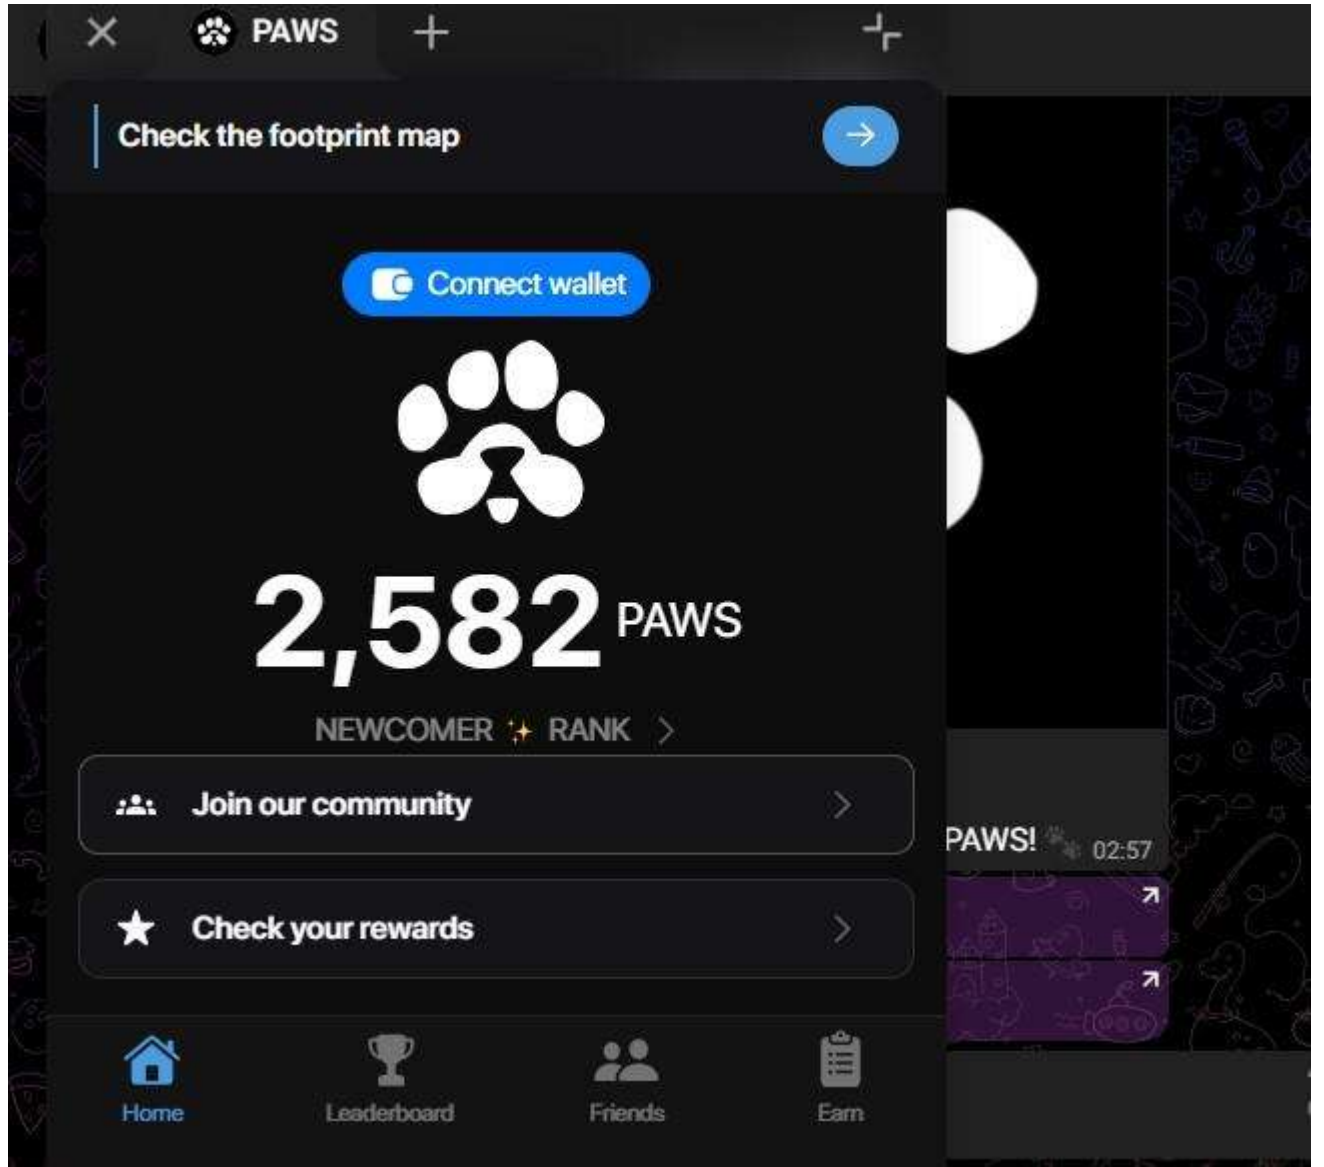 PAWS
Check the footprint map
Connect wallet
2,582 PAWS
NEWCOMER ✨ RANK
Join our community
PAWS! 🐾 02:57
Check your rewards
Home
Leaderboard
Friends
Earn